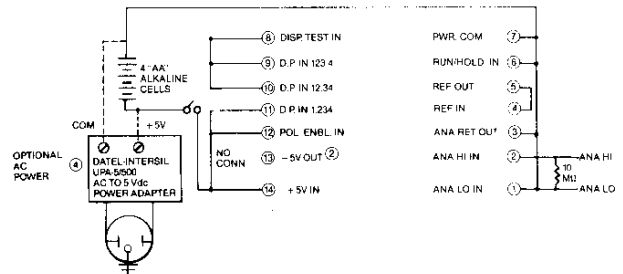 4 "AA"
ALKALINE
CELLS
COM
+5V
OPTIONAL
AC
POWER
4
DATEL-INTERSIL
UPA-5/500
AC TO 5 Vdc
POWER ADAPTER
NO
CONN
8 DISP. TEST IN
9 D.P. IN 123.4
10 D.P. IN 12.34
11 D.P. IN 1.234
12 POL. ENBL. IN
13 -5V OUT 2
14 +5V IN
PWR. COM 7
RUN/HOLD IN 6
REF OUT 5
REF IN 4
ANA RET OUT 3
ANA HI IN 2 ANA HI
10
MΩ
ANA LO IN 1 ANA LO